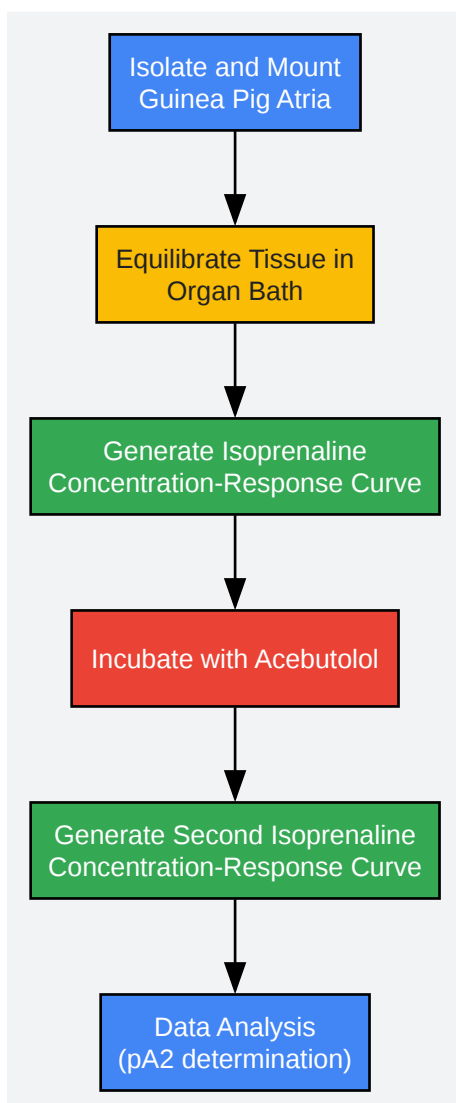 Isolate and Mount
Guinea Pig Atria
Equilibrate Tissue in
Organ Bath
Generate Isoprenaline
Concentration-Response Curve
Incubate with Acebutolol
Generate Second Isoprenaline
Concentration-Response Curve
Data Analysis
(pA2 determination)